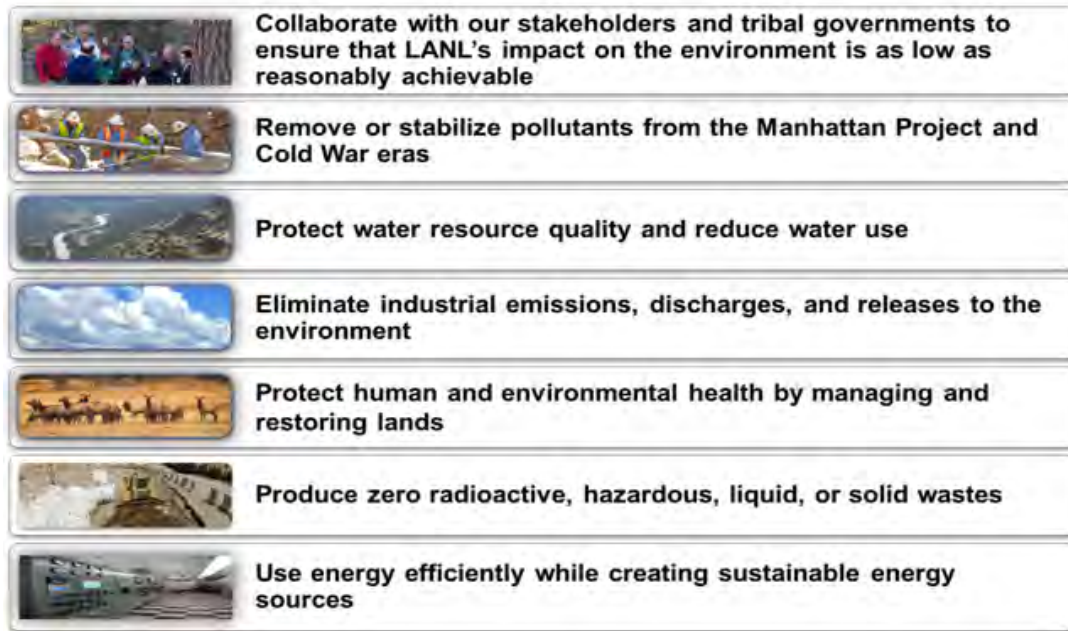 Collaborate with our stakeholders and tribal governments to
ensure that LANL's impact on the environment is as low as
reasonably achievable
Remove or stabilize pollutants from the Manhattan Project and
Cold War eras
Protect water resource quality and reduce water use
Eliminate industrial emissions, discharges, and releases to the
environment
Protect human and environmental health by managing and
restoring lands
Produce zero radioactive, hazardous, liquid, or solid wastes
Use energy efficiently while creating sustainable energy
sources